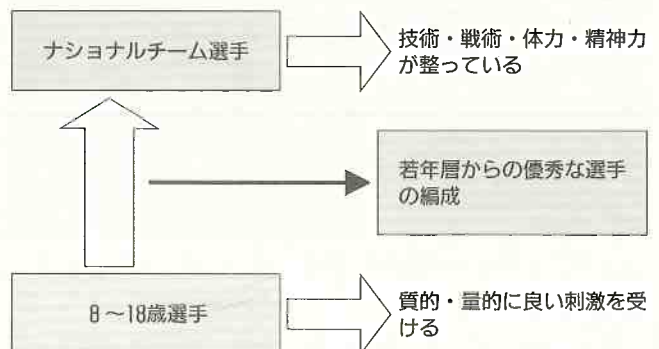 ナショナルチーム選手
技術・戦術・体力・精神力
が整っている
若年層からの優秀な選手
の編成
8～18歳選手
質的・量的に良い刺激を受
ける